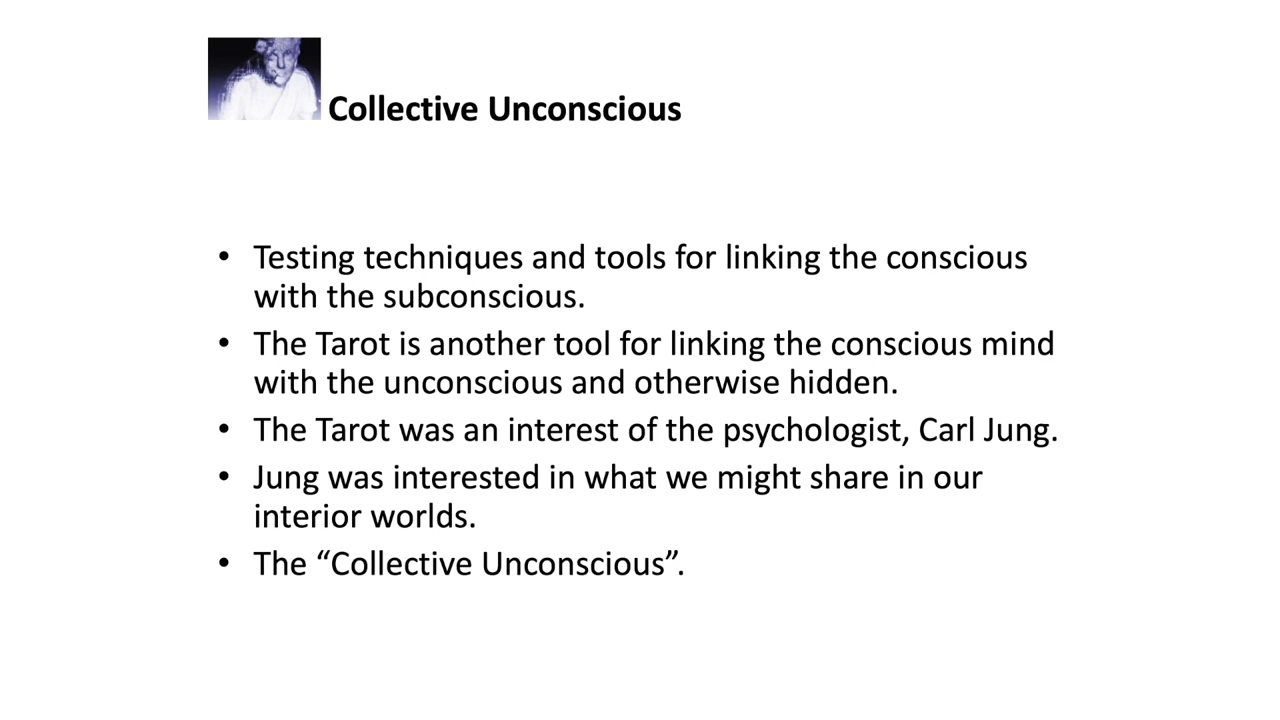 Collective Unconscious
• Testing techniques and tools for linking the conscious
with the subconscious.
• The Tarot is another tool for linking the conscious mind
with the unconscious and otherwise hidden.
• The Tarot was an interest of the psychologist, Carl Jung.
• Jung was interested in what we might share in our
interior worlds.
• The “Collective Unconscious”.